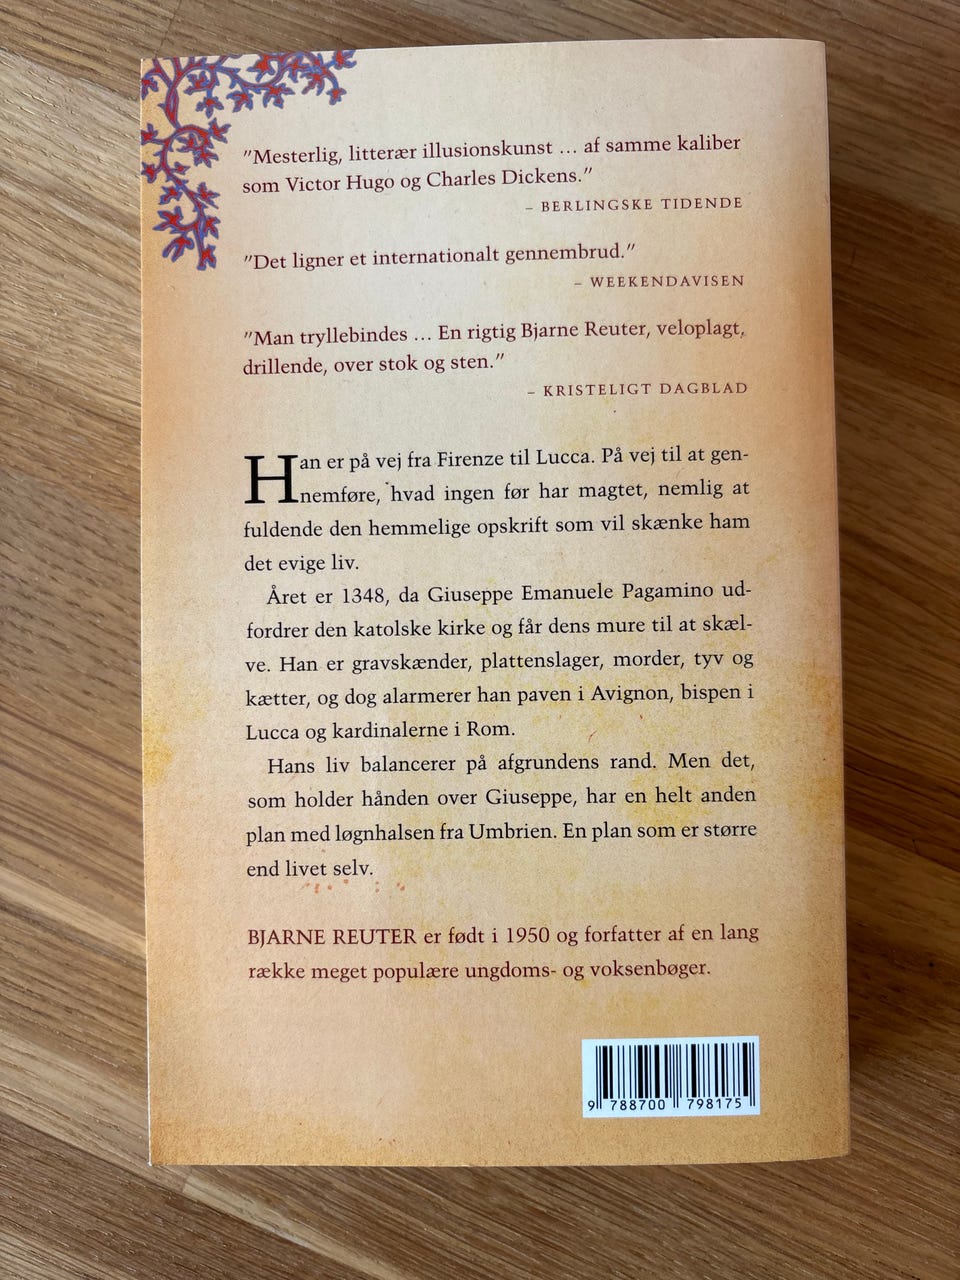 "Mesterlig, litterær illusionskunst ... af samme kaliber
som Victor Hugo og Charles Dickens."
– BERLINGSKE TIDENDE
"Det ligner et internationalt gennembrud."
– WEEKENDAVISEN
"Man tryllebindes ... En rigtig Bjarne Reuter, veloplagt,
drillende, over stok og sten."
– KRISTELIGT DAGBLAD
Han er på vej fra Firenze til Lucca. På vej til at gen-
nemføre, hvad ingen før har magtet, nemlig at
fuldende den hemmelige opskrift som vil skænke ham
det evige liv.
Året er 1348, da Giuseppe Emanuele Pagamino ud-
fordrer den katolske kirke og får dens mure til at skæl-
ve. Han er gravskænder, plattenslager, morder, tyv og
kætter, og dog alarmerer han paven i Avignon, bispen i
Lucca og kardinalerne i Rom.
Hans liv balancerer på afgrundens rand. Men det,
som holder hånden over Giuseppe, har en helt anden
plan med løgnhalsen fra Umbrien. En plan som er større
end livet selv.
BJARNE REUTER er født i 1950 og forfatter af en lang
række meget populære ungdoms- og voksenbøger.
9 788700 798175